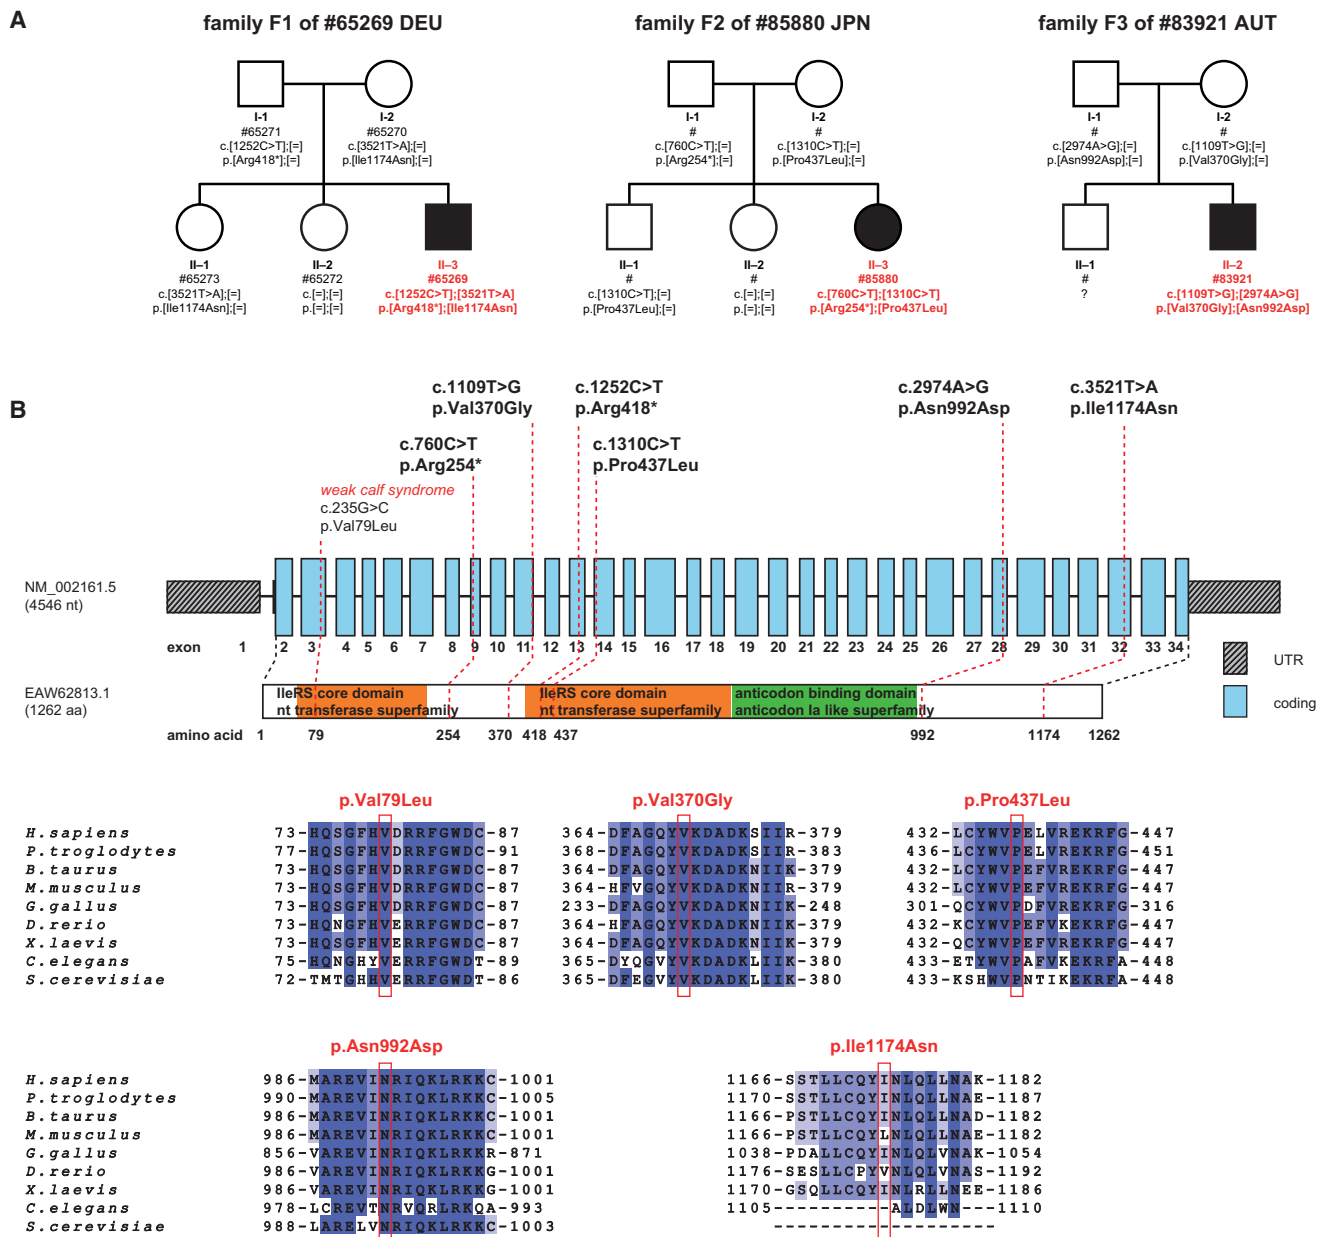 A
family F1 of #65269 DEU
family F2 of #85880 JPN
family F3 of #83921 AUT
I-1
#65271
c.[1252C>T];[=]
p.[Arg418*];[=]
I-2
#65270
c.[3521T>A];[=]
p.[Ile1174Asn];[=]
II–1
#65273
c.[3521T>A];[=]
p.[Ile1174Asn];[=]
II–2
#65272
c.[=];[=]
p.[=];[=]
II–3
#65269
c.[1252C>T];[3521T>A]
p.[Arg418*];[Ile1174Asn]
I-1
#
c.[760C>T];[=]
p.[Arg254*];[=]
I-2
#
c.[1310C>T];[=]
p.[Pro437Leu];[=]
II–1
#
c.[1310C>T];[=]
p.[Pro437Leu];[=]
II–2
#
c.[=];[=]
p.[=];[=]
II–3
#85880
c.[760C>T];[1310C>T]
p.[Arg254*];[Pro437Leu]
I-1
#
c.[2974A>G];[=]
p.[Asn992Asp];[=]
I-2
#
c.[1109T>G];[=]
p.[Val370Gly];[=]
II–1
#
?
II–2
#83921
c.[1109T>G];[2974A>G]
p.[Val370Gly];[Asn992Asp]
B
c.1109T>G
p.Val370Gly
c.1252C>T
p.Arg418*
c.2974A>G
p.Asn992Asp
c.3521T>A
p.Ile1174Asn
c.760C>T
p.Arg254*
c.1310C>T
p.Pro437Leu
weak calf syndrome
c.235G>C
p.Val79Leu
NM_002161.5
(4546 nt)
exon 1 2 3 4 5 6 7 8 9 10 11 12 13 14 15 16 17 18 19 20 21 22 23 24 25 26 27 28 29 30 31 32 33 34
UTR
coding
EAW62813.1
(1262 aa)
IleRS core domain
nt transferase superfamily
IleRS core domain
nt transferase superfamily
anticodon binding domain
anticodon Ia like superfamily
amino acid 1 79 254 370 418 437 992 1174 1262
p.Val79Leu
p.Val370Gly
p.Pro437Leu
H.sapiens 73-HQSGFHVDRRFGWDC-87 364-DFAGQYVKDADKSIIR-379 432-LCYWVPELVREKRFG-447
P.troglodytes 77-HQSGFHVDRRFGWDC-91 368-DFAGQYVKDADKSIIR-383 436-LCYWVPELVREKRFG-451
B.taurus 73-HQSGFHVDRRFGWDC-87 364-DFAGQYVKDADKNIIK-379 432-LCYWVPEFVREKRFG-447
M.musculus 73-HQSGFHVDRRFGWDC-87 364-HFVGQYVKDADKNIIR-379 432-LCYWVPEFVREKRFG-447
G.gallus 73-HQSGFHVDRRFGWDC-87 233-DFAGQYVKDADKNIIK-248 301-QCYWVPDFVREKRFG-316
D.rerio 73-HQNGFHVERRFGWDC-87 364-HFAGQYVKDADKNIIK-379 432-QCYWVPEFVKEKRFG-447
X.laevis 73-HQSGFHVERRFGWDC-87 364-DFAGQYVKDADKNIIK-379 432-QCYWVPEFVREKRFG-447
C.elegans 75-HQNGHYVERRFGWDT-89 365-DYQGVYVKDADKLIIK-380 433-ETYWVPAFVKEKRFA-448
S.cerevisiae 72-TMTGHHVERRFGWDT-86 365-DFEGVYVKDADKLIIK-380 433-KSHWVPNTIKEKRFA-448
p.Asn992Asp
p.Ile1174Asn
H.sapiens 986-MAREVINRIQKLRKKC-1001 1166-SSTLLCQYINLQLLNAK-1182
P.troglodytes 990-MAREVINRIQKLRKKC-1005 1170-SSTLLCQYINLQLLNAE-1187
B.taurus 986-MAREVINRIQKLRKKC-1001 1166-PSTLLCQYINLQLLNAD-1182
M.musculus 986-MAREVINRIQKLRKKC-1001 1166-PSTLLCQYLNLQLLNAK-1182
G.gallus 856-VAREVINRIQKLRKKR-871 1038-PDALLCQYINLQLVNAK-1054
D.rerio 986-VAREVINRIQKLRKKG-1001 1176-SESLLCPYVNLQLVNAS-1192
X.laevis 986-VAREVINRIQKLRKKG-1001 1170-GSQLLCQYINLRLLNEE-1186
C.elegans 978-LCREVTNRVQRLRKQA-993 1105----------ALDLWN---1110
S.cerevisiae 988-LARELVNRIQKLRKKC-1003 -------------------